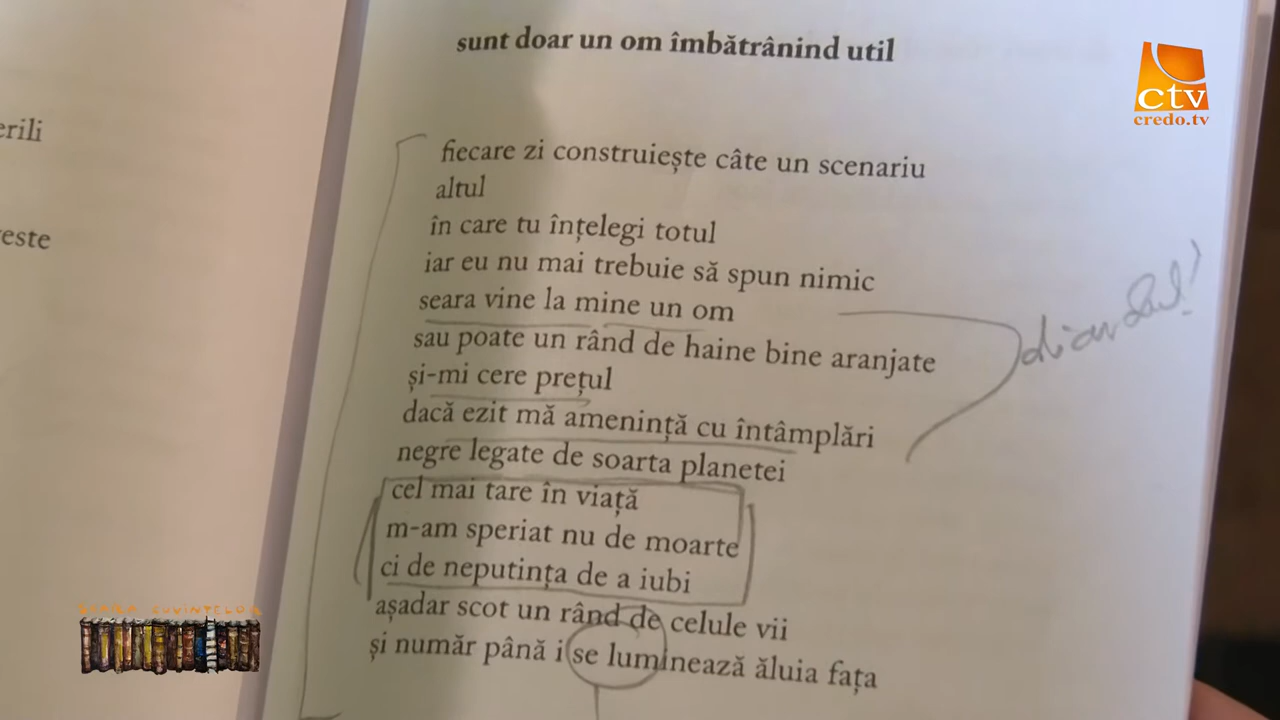 erili
este
sunt doar un om îmbătrânind util
fiecare zi construiește câte un scenariu
altul
în care tu înțelegi totul
iar eu nu mai trebuie să spun nimic
seara vine la mine un om
sau poate un rând de haine bine aranjate
și-mi cere prețul
dacă ezit mă amenință cu întâmplări
negre legate de soarta planetei
cel mai tare în viață
m-am speriat nu de moarte
ci de neputința de a iubi
așadar scot un rând de celule vii
și număr până i se luminează ăluia fața
ctv
credo.tv
CUVINTELOR